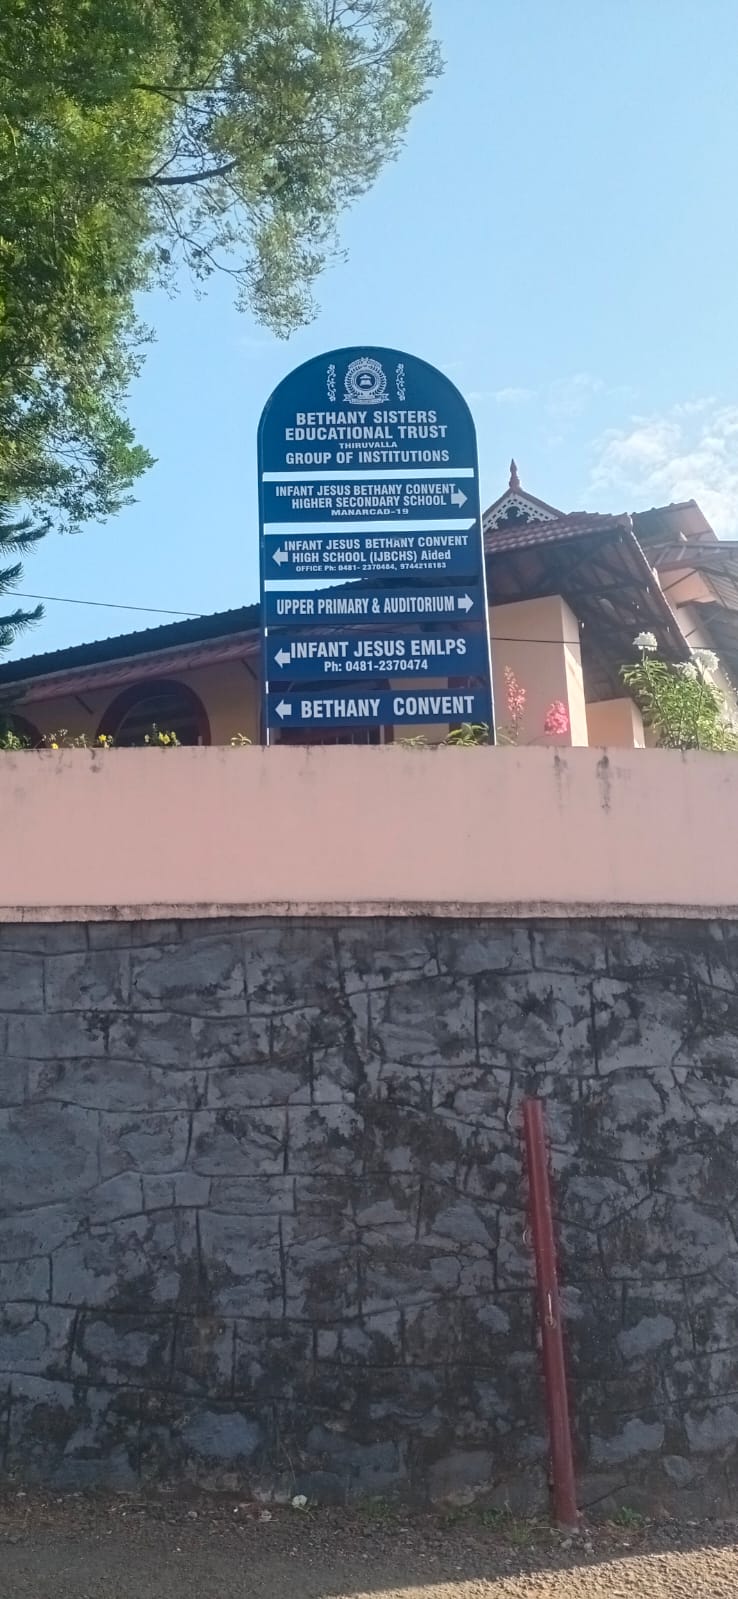 BETHANY SISTERS
EDUCATIONAL TRUST
THIRUVALLA
GROUP OF INSTITUTIONS
INFANT JESUS BETHANY CONVENT
HIGHER SECONDARY SCHOOL
MANARCAD-19
INFANT JESUS BETHANY CONVENT
HIGH SCHOOL (IJBCHS) Aided
OFFICE Ph: 0481- 2370484, 9744218183
UPPER PRIMARY & AUDITORIUM
INFANT JESUS EMLPS
Ph: 0481-2370474
BETHANY CONVENT